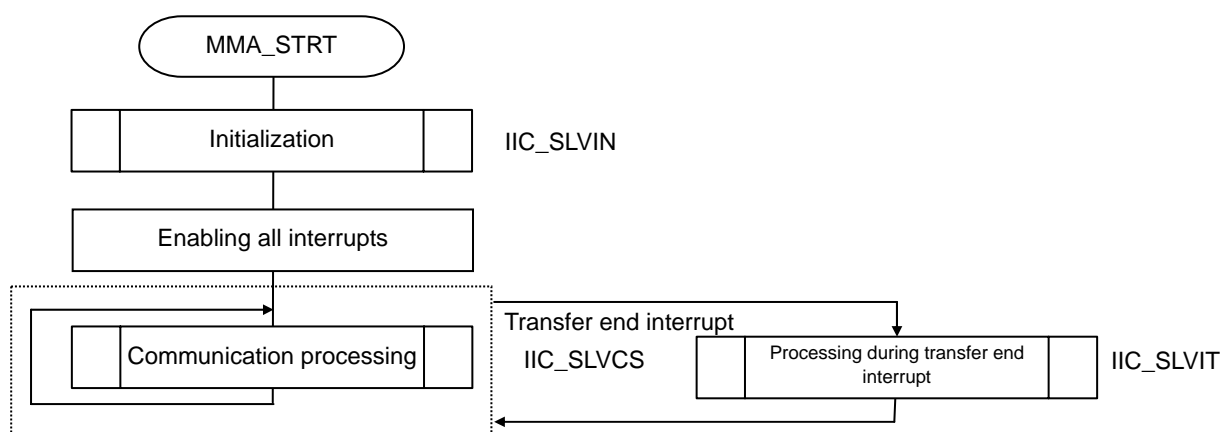 MMA_STRT
Initialization
IIC_SLVIN
Enabling all interrupts
Transfer end interrupt
Communication processing
IIC_SLVCS
Processing during transfer end
interrupt
IIC_SLVIT